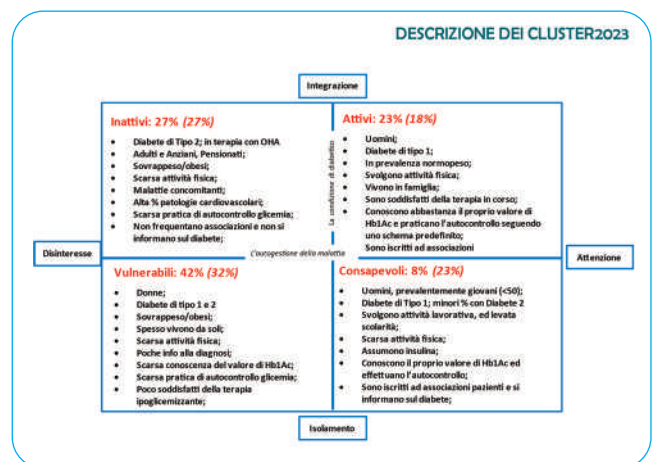 DESCRIZIONE DEI CLUSTER2023
Integrazione
Inattivi: 27% (27%)
• Diabete di Tipo 2; in terapia con OHA
• Adulti e Anziani, Pensionati;
• Sovrappeso/obesi;
• Scarsa attività fisica;
• Malattie concomitanti;
• Alta % patologie cardiovascolari;
• Scarsa pratica di autocontrollo glicemia;
• Non frequentano associazioni e non si
informano sul diabete;
La condizione di diabetico
Attivi: 23% (18%)
• Uomini;
• Diabete di tipo 1;
• In prevalenza normopeso;
• Svolgono attività fisica;
• Vivono in famiglia;
• Sono soddisfatti della terapia in corso;
• Conoscono abbastanza il proprio valore di
Hb1Ac e praticano l'autocontrollo seguendo
uno schema predefinito;
Sono iscritti ad associazioni
Disinteresse
L'autogestione della malattia
Attenzione
Vulnerabili: 42% (32%)
• Donne;
• Diabete di tipo 1 e 2
• Sovrappeso/obesi;
• Spesso vivono da soli;
• Scarsa attività fisica;
• Poche info alla diagnosi;
• Scarsa conoscenza del valore di Hb1Ac;
• Scarsa pratica di autocontrollo glicemia;
• Poco soddisfatti della terapia
ipoglicemizzante;
Consapevoli: 8% (23%)
• Uomini, prevalentemente giovani (<50);
• Diabete di Tipo 1; minori % con Diabete 2
• Svolgono attività lavorativa, ed levata
scolarità;
• Scarsa attività fisica;
• Assumono insulina;
• Conoscono il proprio valore di Hb1Ac ed
effettuano l'autocontrollo;
• Sono iscritti ad associazioni pazienti e si
informano sul diabete;
Isolamento